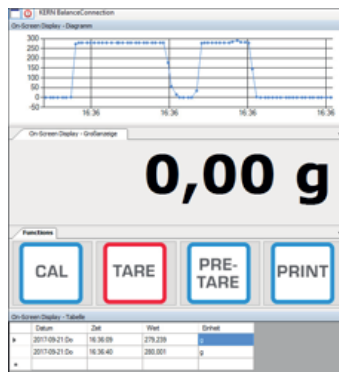 KERN BalanceConnection
On-Screen Display - Diagramm
300
250
200
150
100
50
0
-50
16:36 16:36 16:36 16:36
On-Screen Display - Großanzeige
0,00 g
Functions
CAL
TARE
PRE-
TARE
PRINT
On-Screen Display - Tabelle
Datum Zeit Wert Einheit
2017-09-21 Do 16:36:09 279,239 g
2017-09-21 Do 16:36:40 280,001 g